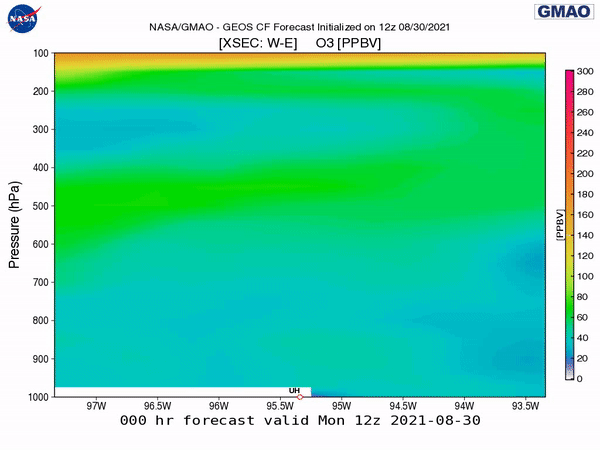 NASA
GMAO
NASA/GMAO - GEOS CF Forecast Initialized on 12z 08/30/2021
[XSEC: W-E] O3 [PPBV]
100
200
300
400
500
600
700
800
900
1000
Pressure (hPa)
UH
97W
96.5W
96W
95.5W
95W
94.5W
94W
93.5W
300
280
260
240
220
200
180
160
140
120
100
80
60
40
20
0
[PPBV]
000 hr forecast valid Mon 12z 2021-08-30